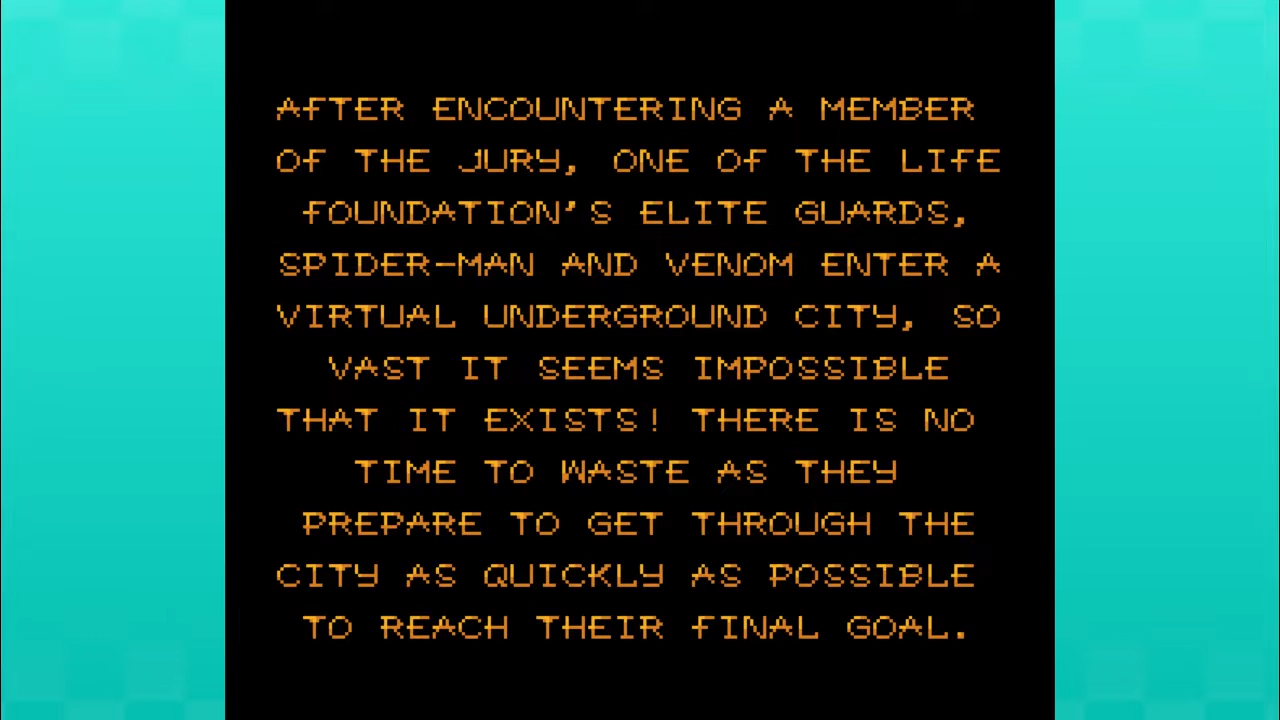 AFTER ENCOUNTERING A MEMBER
OF THE JURY, ONE OF THE LIFE
FOUNDATION'S ELITE GUARDS,
SPIDER-MAN AND VENOM ENTER A
VIRTUAL UNDERGROUND CITY, SO
VAST IT SEEMS IMPOSSIBLE
THAT IT EXISTS! THERE IS NO
TIME TO WASTE AS THEY
PREPARE TO GET THROUGH THE
CITY AS QUICKLY AS POSSIBLE
TO REACH THEIR FINAL GOAL.